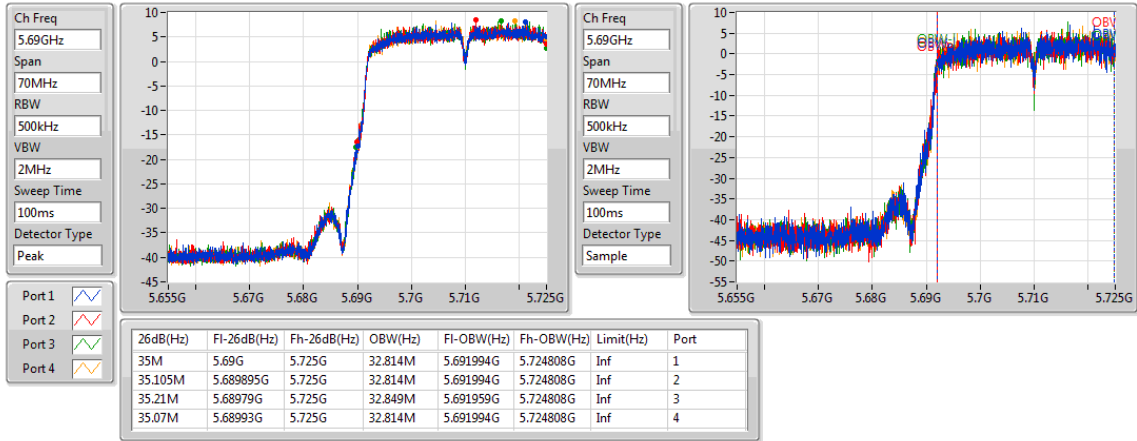 Ch Freq
5.69GHz
Span
70MHz
RBW
500kHz
VBW
2MHz
Sweep Time
100ms
Detector Type
Peak
10
5
0
-5
-10
-15
-20
-25
-30
-35
-40
-45
5.655G 5.67G 5.68G 5.69G 5.7G 5.71G 5.725G
Ch Freq
5.69GHz
Span
70MHz
RBW
500kHz
VBW
2MHz
Sweep Time
100ms
Detector Type
Sample
10
5
0
-5
-10
-15
-20
-25
-30
-35
-40
-45
-50
-55
OBW
OBV
5.655G 5.67G 5.68G 5.69G 5.7G 5.71G 5.725G
Port 1
Port 2
Port 3
Port 4
26dB(Hz) Fl-26dB(Hz) Fh-26dB(Hz) OBW(Hz) Fl-OBW(Hz) Fh-OBW(Hz) Limit(Hz) Port
35M 5.69G 5.725G 32.814M 5.691994G 5.724808G Inf 1
35.105M 5.689895G 5.725G 32.814M 5.691994G 5.724808G Inf 2
35.21M 5.68979G 5.725G 32.849M 5.691959G 5.724808G Inf 3
35.07M 5.68993G 5.725G 32.814M 5.691994G 5.724808G Inf 4